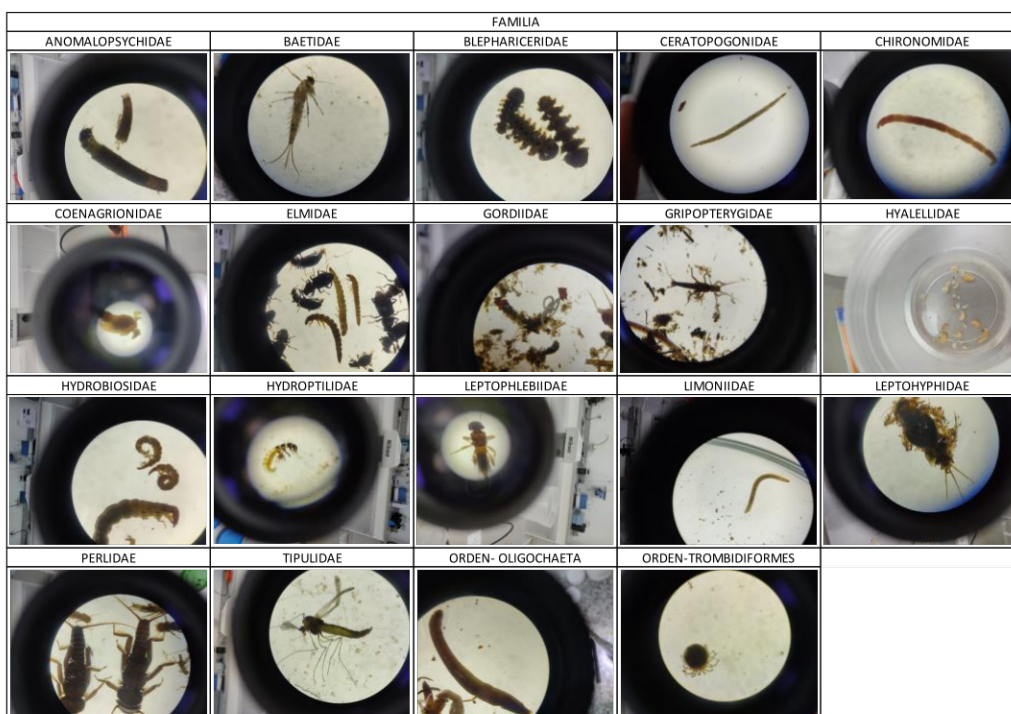 FAMILIA
ANOMALOPSYCHIDAE BAETIDAE BLEPHARICERIDAE CERATOPOGONIDAE CHIRONOMIDAE
COENAGRIONIDAE ELMIDAE GORDIIDAE GRIPOPTERYGIDAE HYALELLIDAE
HYDROBIOSIDAE HYDROPTILIDAE LEPTOPHLEBIIDAE LIMONIIDAE LEPTOHYPHIDAE
PERLIDAE TIPULIDAE ORDEN- OLIGOCHAETA ORDEN-TROMBIDIFORMES